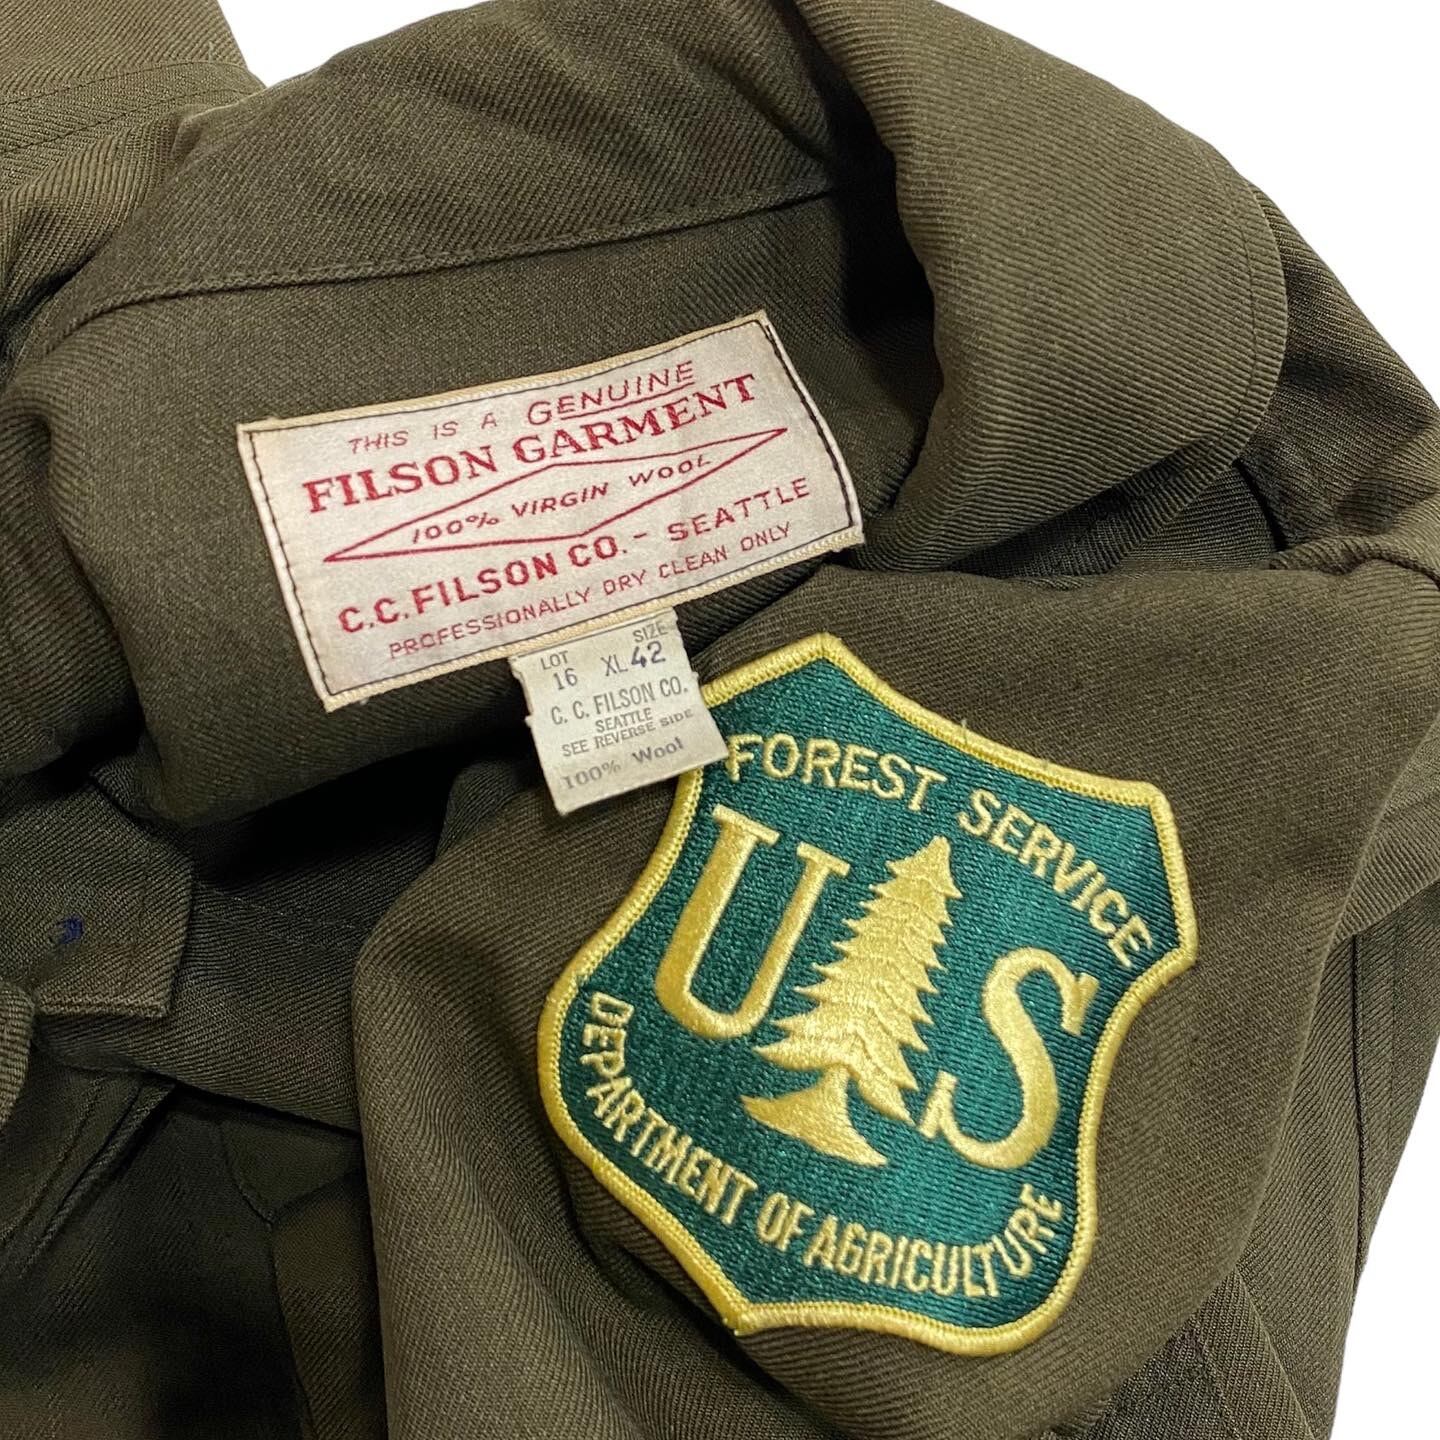 THIS IS A GENUINE
FILSON GARMENT
100% VIRGIN WOOL
C.C. FILSON CO. - SEATTLE
PROFESSIONALLY DRY CLEAN ONLY
LOT SIZE
16 XL 42
C. C. FILSON CO.
SEATTLE
SEE REVERSE SIDE
100% Wool
FOREST SERVICE
U S
DEPARTMENT OF AGRICULTURE